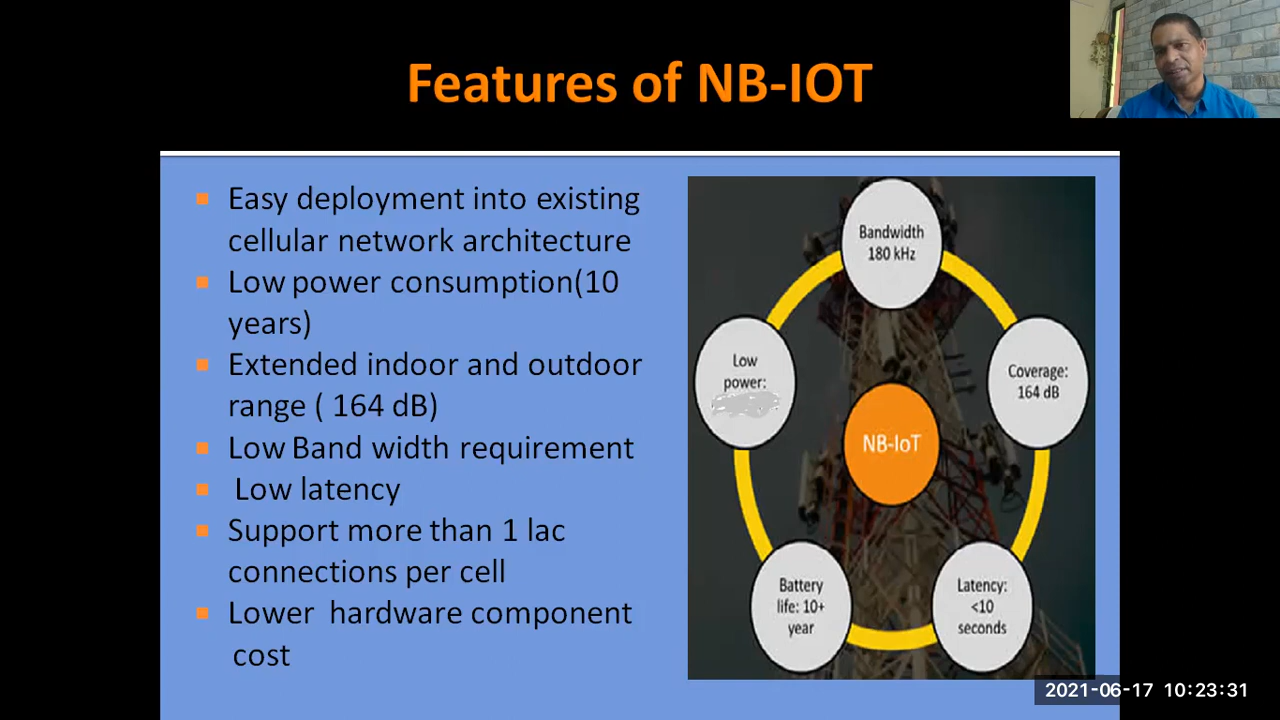 Features of NB-IOT
Easy deployment into existing
cellular network architecture
Low power consumption(10
years)
Extended indoor and outdoor
range ( 164 dB)
Low Band width requirement
Low latency
Support more than 1 lac
connections per cell
Lower hardware component
cost
Bandwidth
180 kHz
Low
power:
Coverage:
164 dB
NB-IoT
Battery
life: 10+
year
Latency:
<10
seconds
2021-06-17 10:23:31